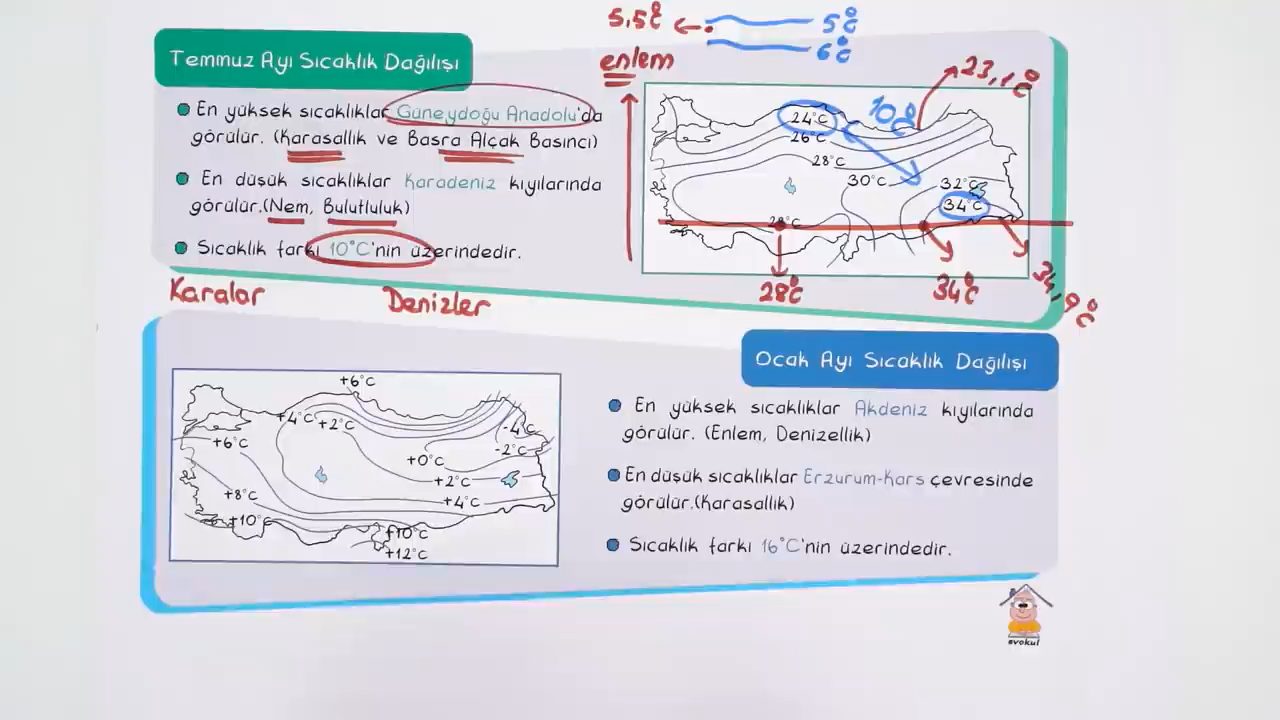 5,5°C
5°C
6°C
Temmuz Ayı Sıcaklık Dağılışı
enlem
23,1°C
En yüksek sıcaklıklar Güneydoğu Anadolu'da
görülür. (Karasallık ve Basra Alçak Basıncı)
En düşük sıcaklıklar Karadeniz kıyılarında
görülür.(Nem, Bulutluluk)
Sıcaklık farkı 10°C'nin üzerindedir.
24°C
10°C
26°C
28°C
30°C
32°C
34°C
28°C
28°C
34°C
34,9°C
Karalar
Denizler
Ocak Ayı Sıcaklık Dağılışı
+6°C
+4°C
+2°C
-4°C
-2°C
+6°C
+0°C
+2°C
+8°C
+4°C
+10°C
+10°C
+12°C
En yüksek sıcaklıklar Akdeniz kıyılarında
görülür. (Enlem, Denizellik)
En düşük sıcaklıklar Erzurum-Kars çevresinde
görülür.(Karasallık)
Sıcaklık farkı 16°C'nin üzerindedir.
evokul